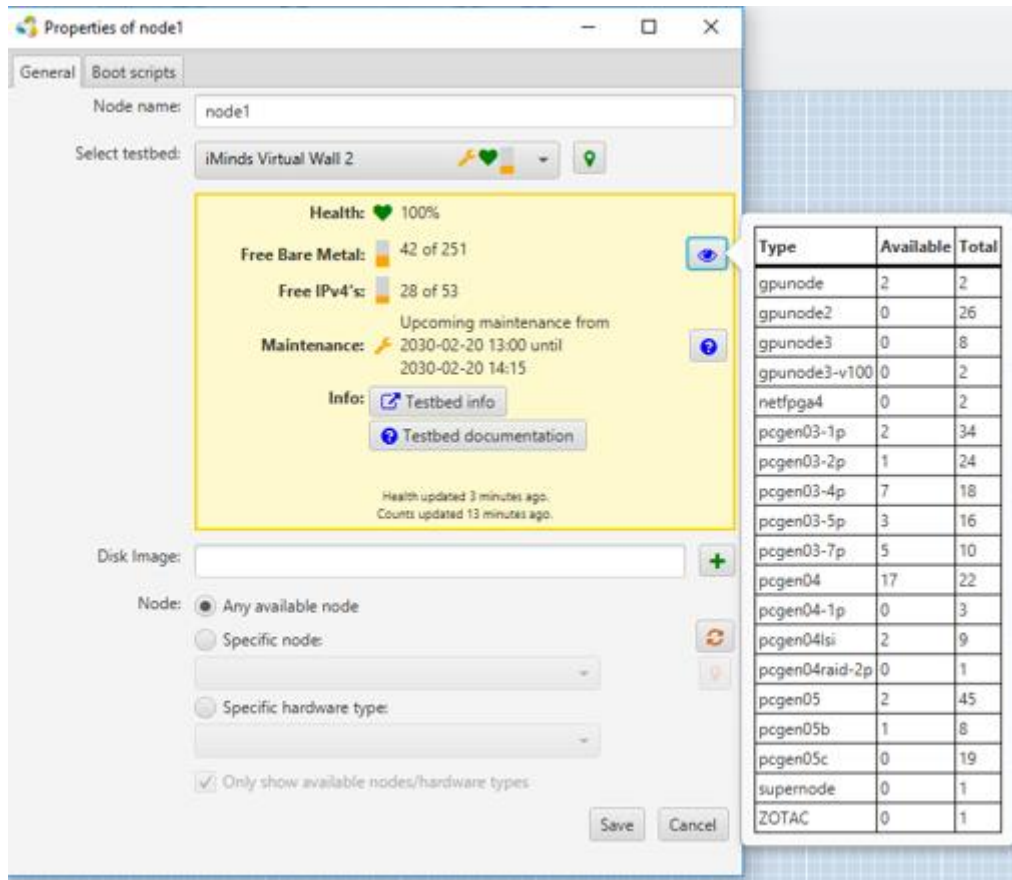 Properties of node1
General Boot scripts
Node name: node1
Select testbed: iMinds Virtual Wall 2
Health: 100%
Free Bare Metal: 42 of 251
Free IPv4's: 28 of 53
Maintenance: Upcoming maintenance from
2030-02-20 13:00 until
2030-02-20 14:15
Info: Testbed info
Testbed documentation
Health updated 3 minutes ago.
Counts updated 13 minutes ago.
Disk Image:
Node: Any available node
Specific node:
Specific hardware type:
Only show available nodes/hardware types
Save Cancel
Type Available Total
gpunode 2 2
gpunode2 0 26
gpunode3 0 8
gpunode3-v100 0 2
netfpga4 0 2
pcgen03-1p 2 34
pcgen03-2p 1 24
pcgen03-4p 7 18
pcgen03-5p 3 16
pcgen03-7p 5 10
pcgen04 17 22
pcgen04-1p 0 3
pcgen04lsi 2 9
pcgen04raid-2p 0 1
pcgen05 2 45
pcgen05b 1 8
pcgen05c 0 19
supernode 0 1
ZOTAC 0 1